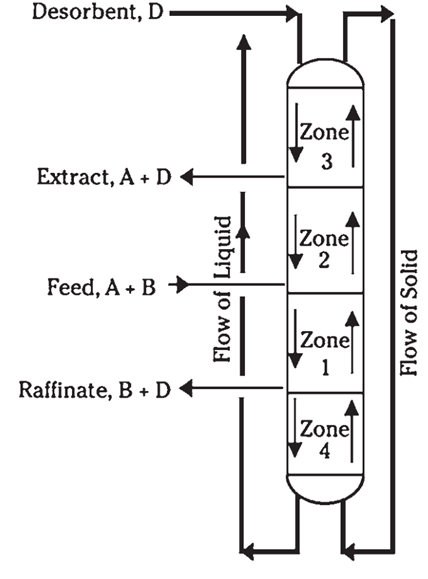 Desorbent, D
Zone
3
Extract, A + D
Zone
2
Feed, A + B
Flow of Liquid
Flow of Solid
Zone
1
Raffinate, B + D
Zone
4